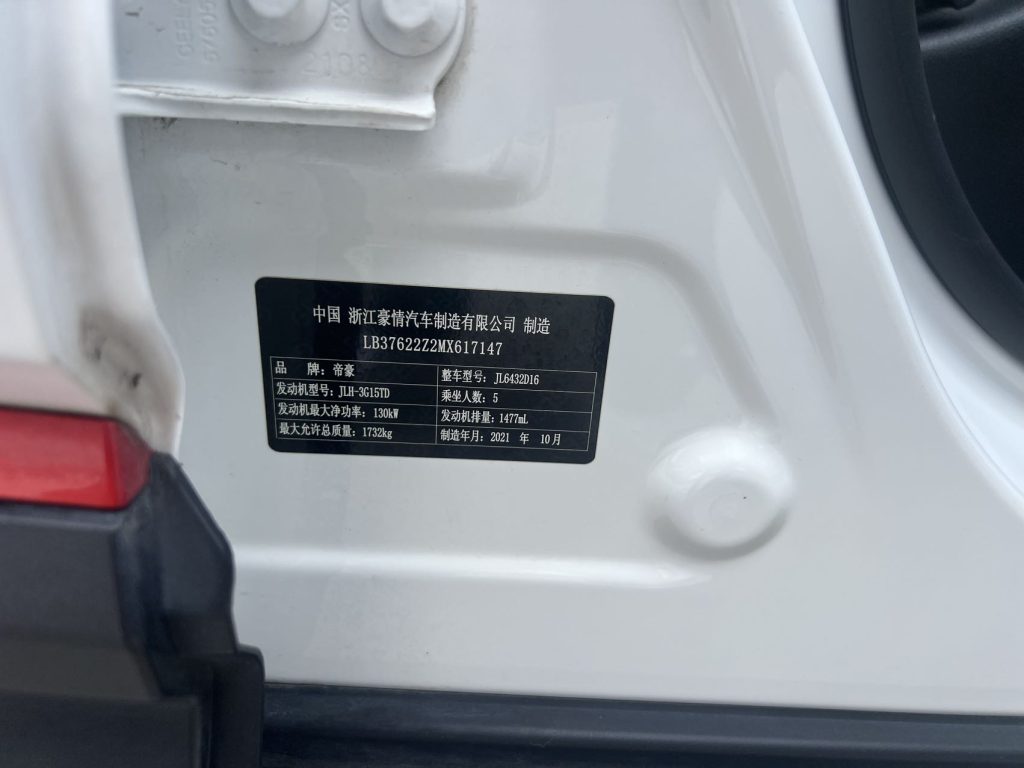 2108
中国 浙江豪情汽车制造有限公司 制造
LB37622Z2MX617147
品 牌：帝豪 整车型号：JL6432D16
发动机型号：JLH-3G15TD 乘坐人数：5
发动机最大净功率：130kW 发动机排量：1477mL
最大允许总质量：1732kg 制造年月：2021 年 10月